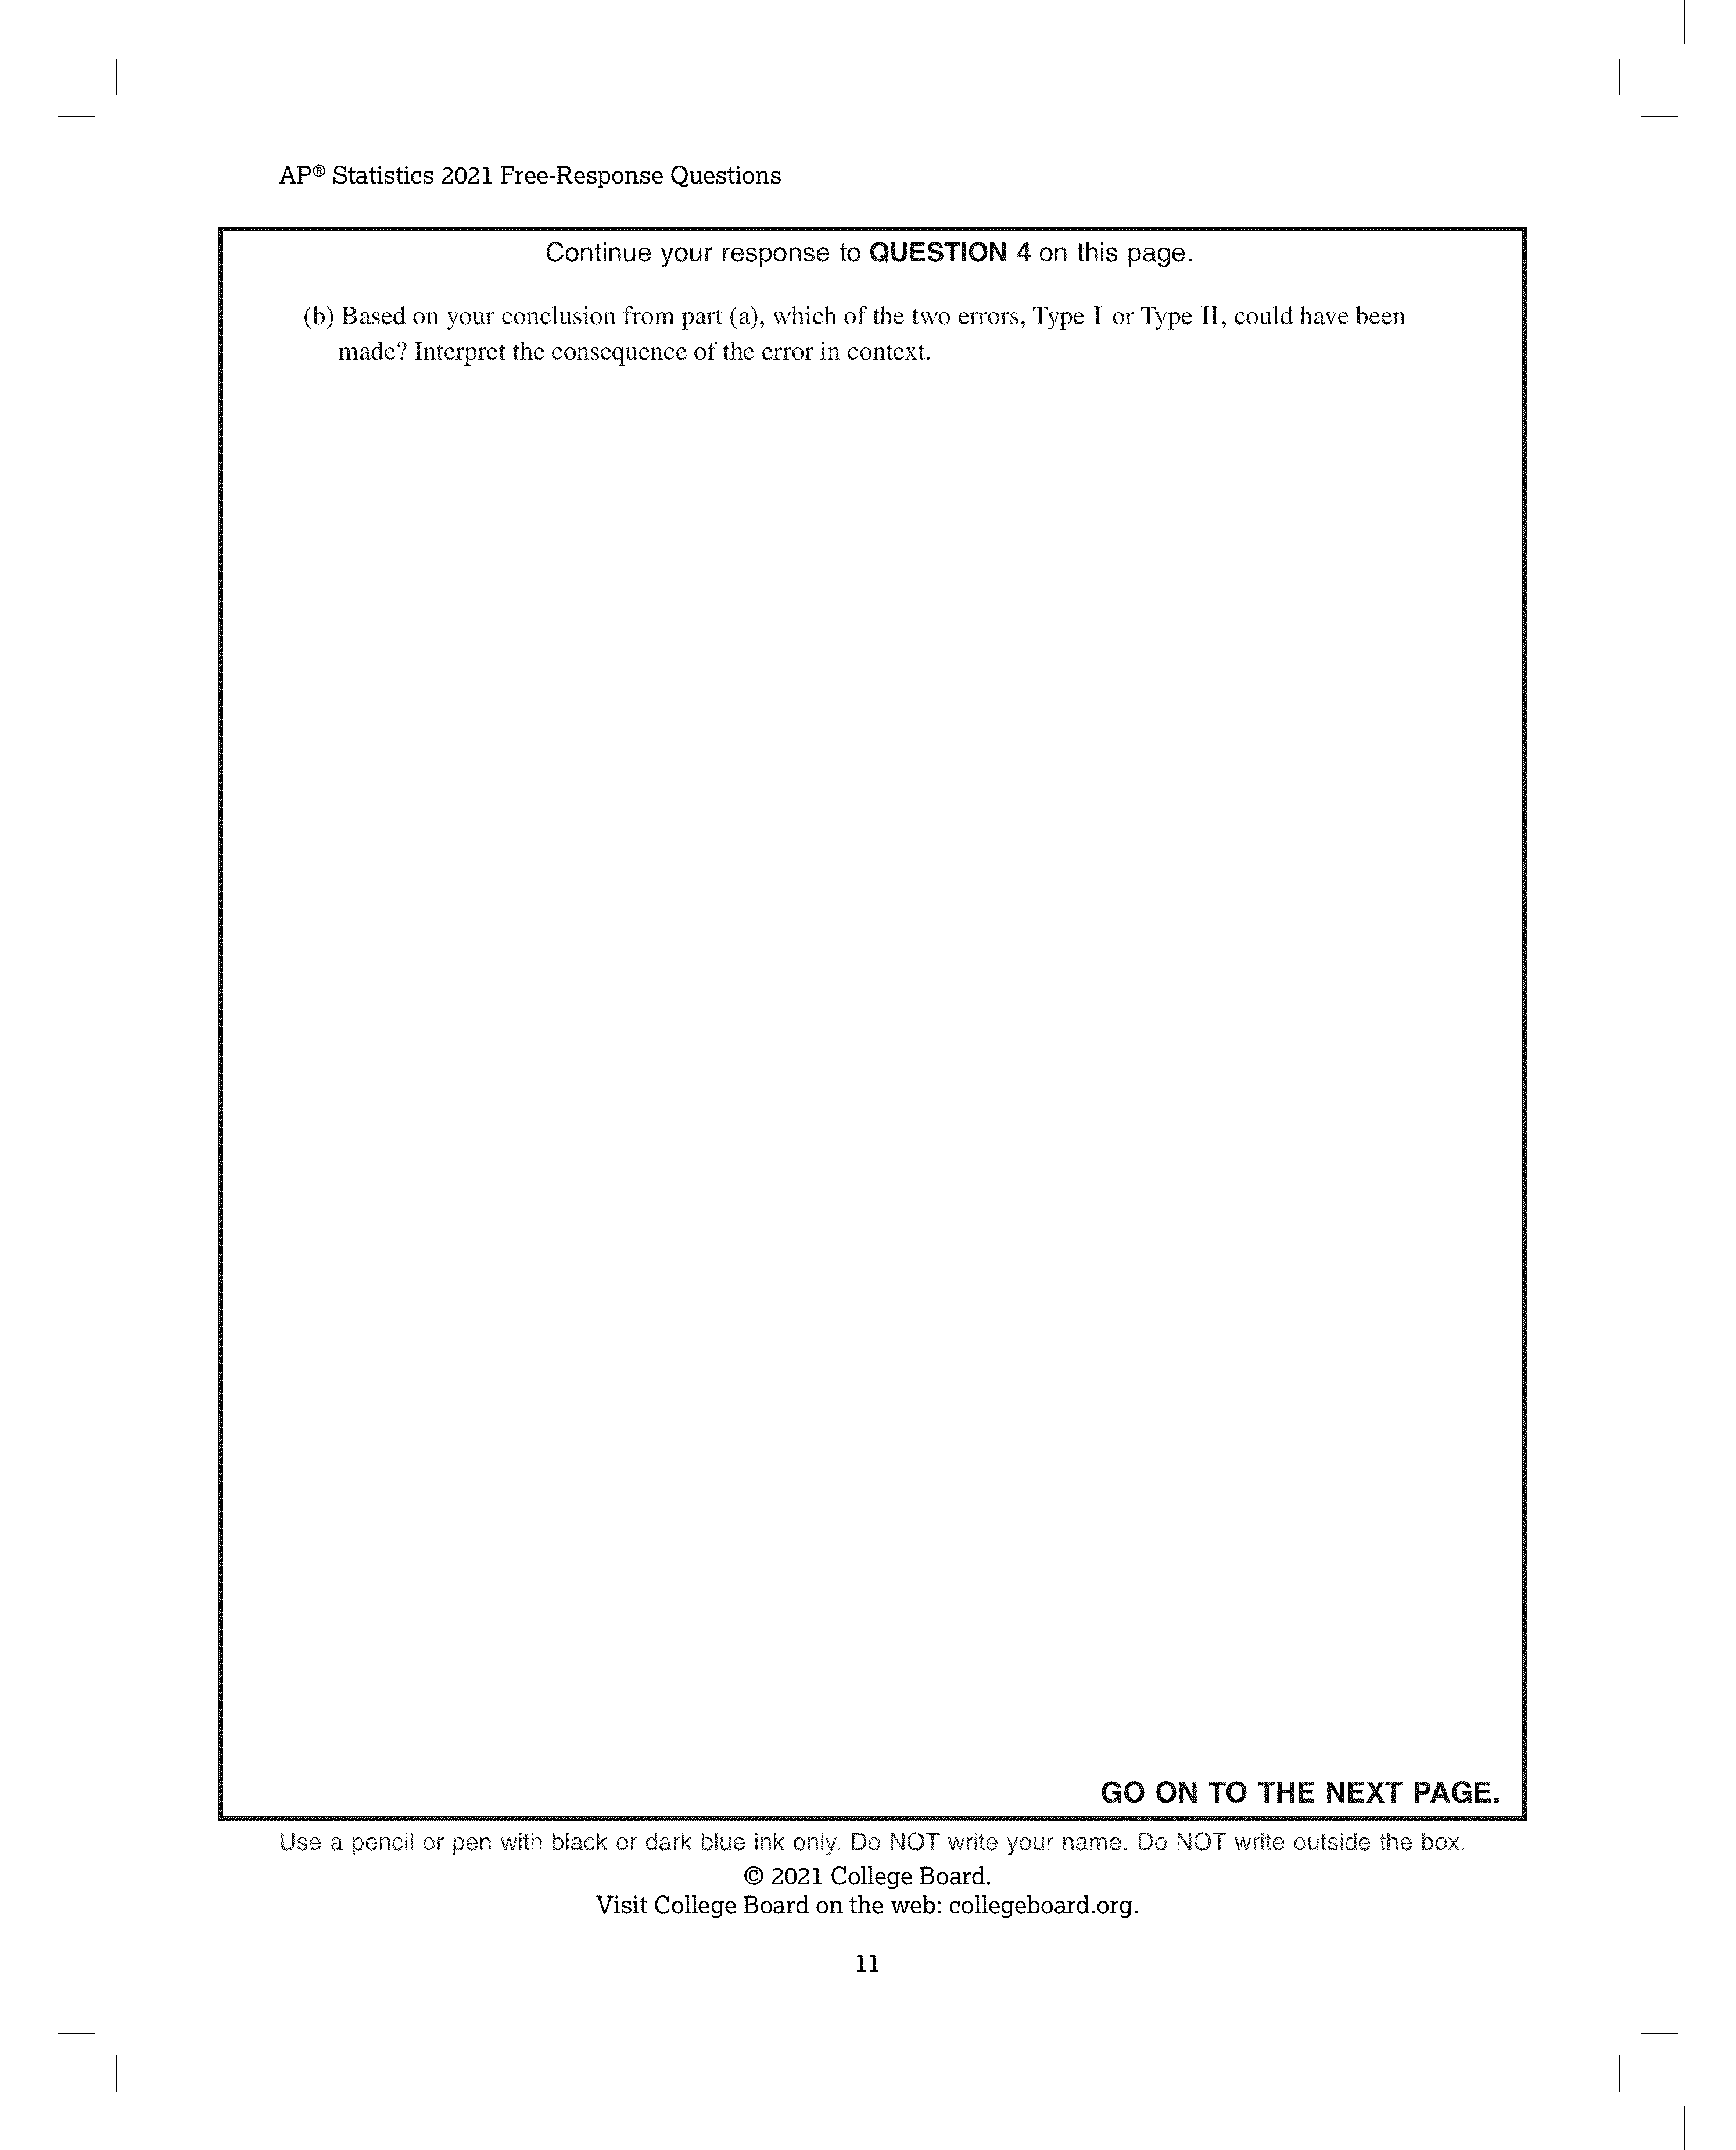 AP® Statistics 2021 Free-Response Questions
Continue your response to QUESTION 4 on this page.
(b) Based on your conclusion from part (a), which of the two errors, Type I or Type II, could have been
made? Interpret the consequence of the error in context.
GO ON TO THE NEXT PAGE.
Use a pencil or pen with black or dark blue ink only. Do NOT write your name. Do NOT write outside the box.
© 2021 College Board.
Visit College Board on the web: collegeboard.org.
11